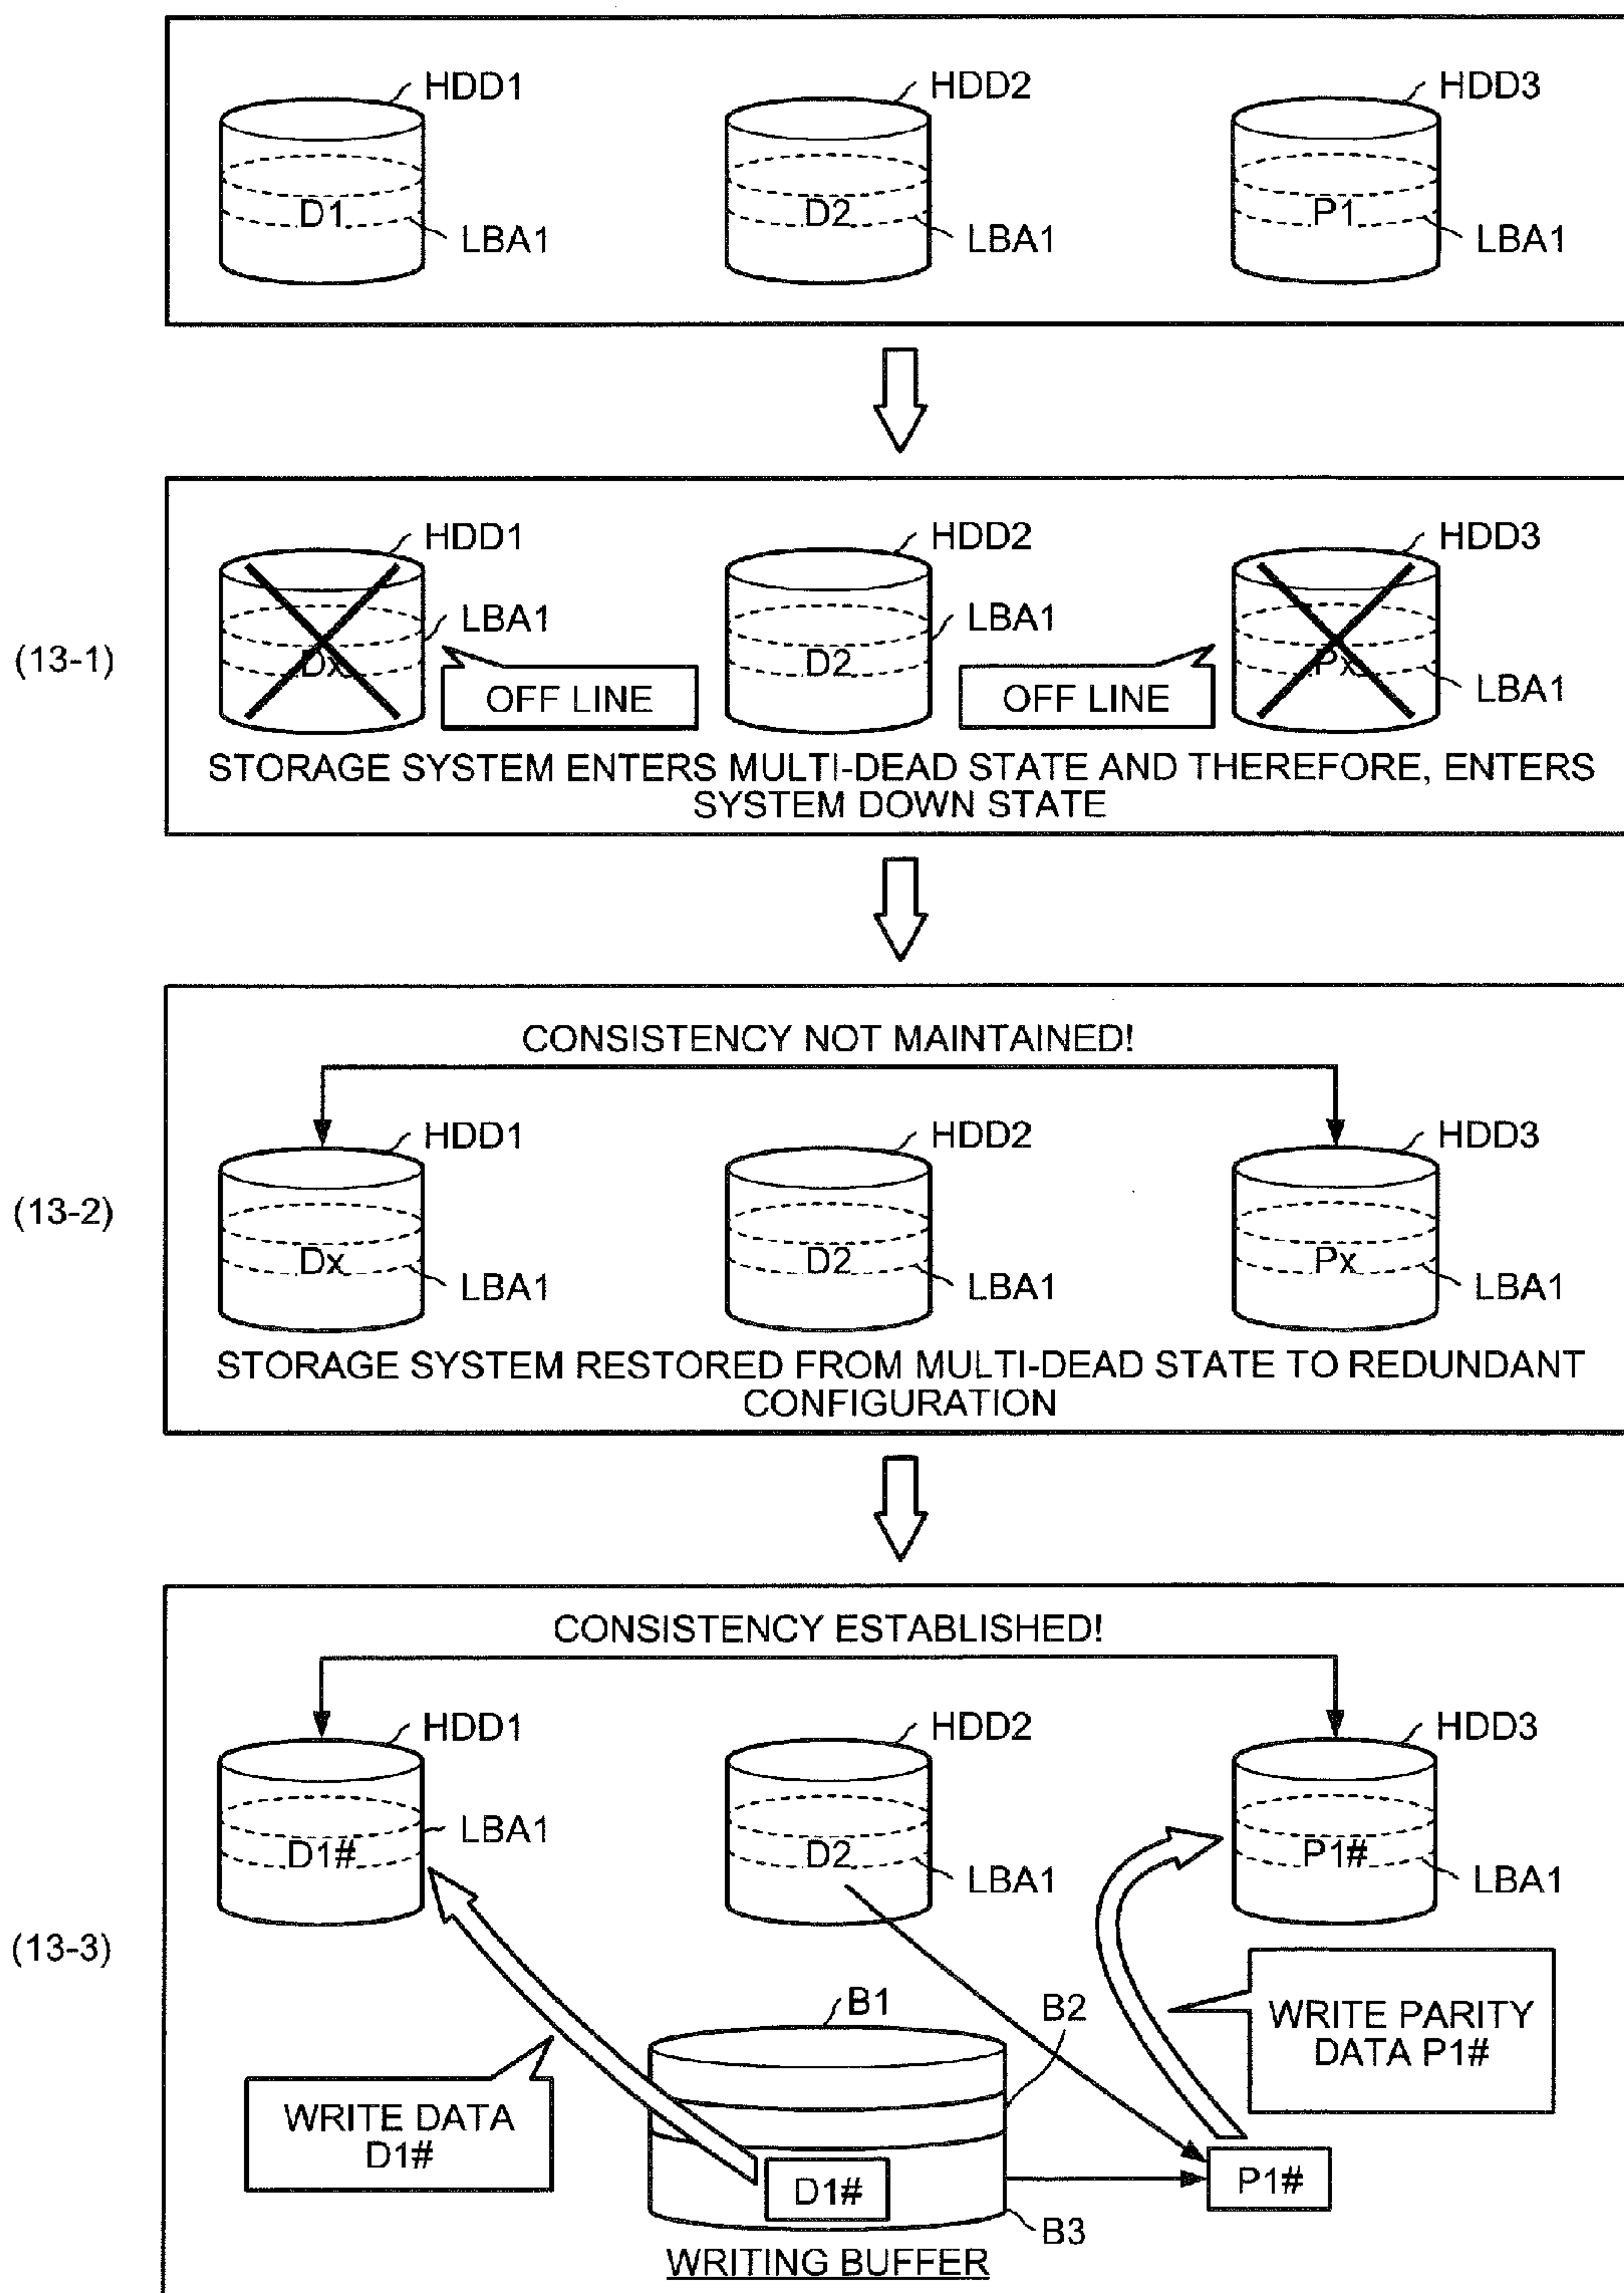 HDD1
HDD2
HDD3
D1
D2
P1
LBA1
LBA1
LBA1
(13-1)
HDD1
HDD2
HDD3
LBA1
LBA1
Dx
D2
Px
LBA1
OFF LINE
OFF LINE
STORAGE SYSTEM ENTERS MULTI-DEAD STATE AND THEREFORE, ENTERS
SYSTEM DOWN STATE
(13-2)
CONSISTENCY NOT MAINTAINED!
HDD1
HDD2
HDD3
Dx
D2
Px
LBA1
LBA1
LBA1
STORAGE SYSTEM RESTORED FROM MULTI-DEAD STATE TO REDUNDANT
CONFIGURATION
(13-3)
CONSISTENCY ESTABLISHED!
HDD1
HDD2
HDD3
LBA1
D1#
D2
P1#
LBA1
LBA1
B1
B2
WRITE PARITY
DATA P1#
WRITE DATA
D1#
D1#
P1#
B3
WRITING BUFFER